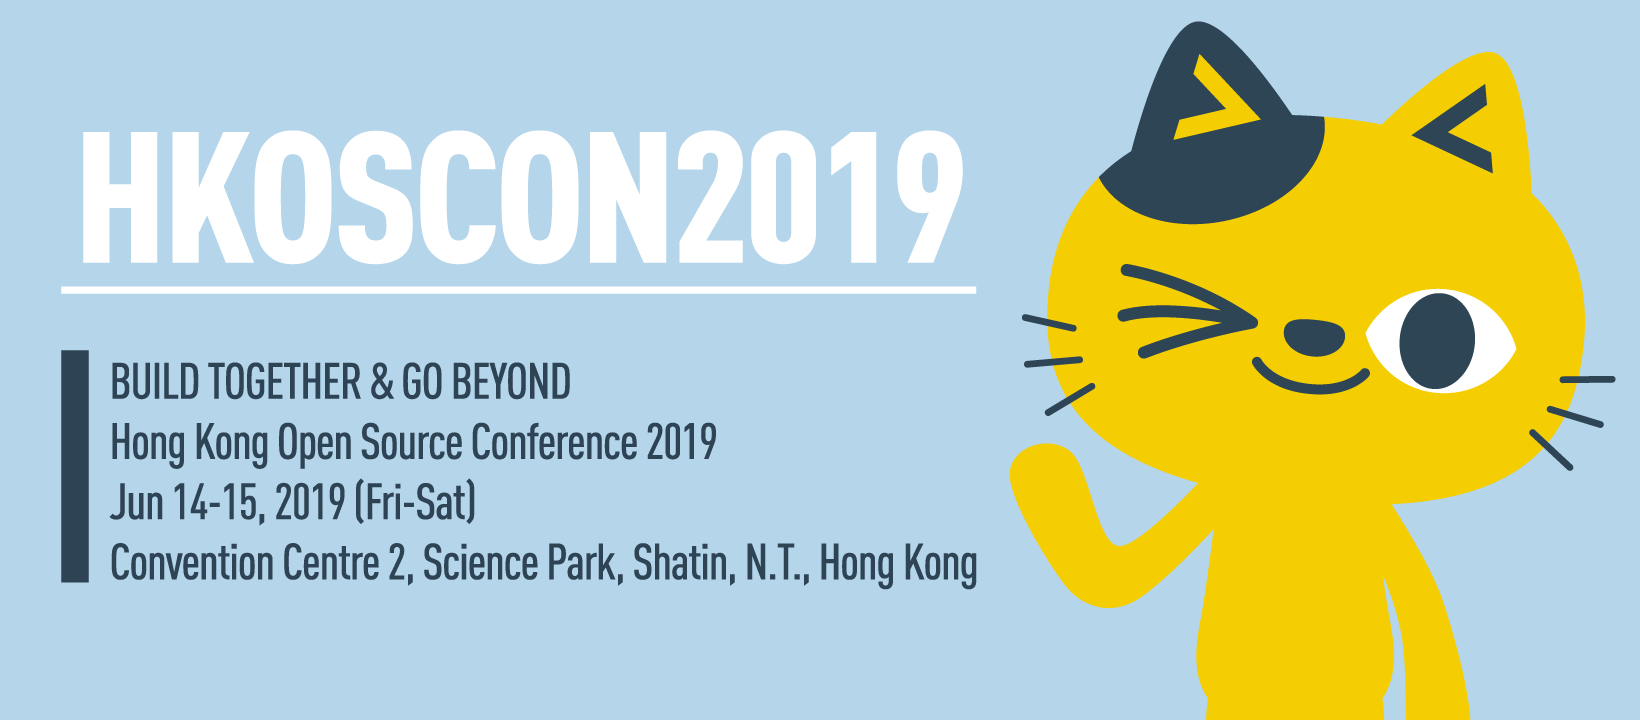 HKOSCON2019
BUILD TOGETHER & GO BEYOND
Hong Kong Open Source Conference 2019
Jun 14-15, 2019 (Fri-Sat)
Convention Centre 2, Science Park, Shatin, N.T., Hong Kong